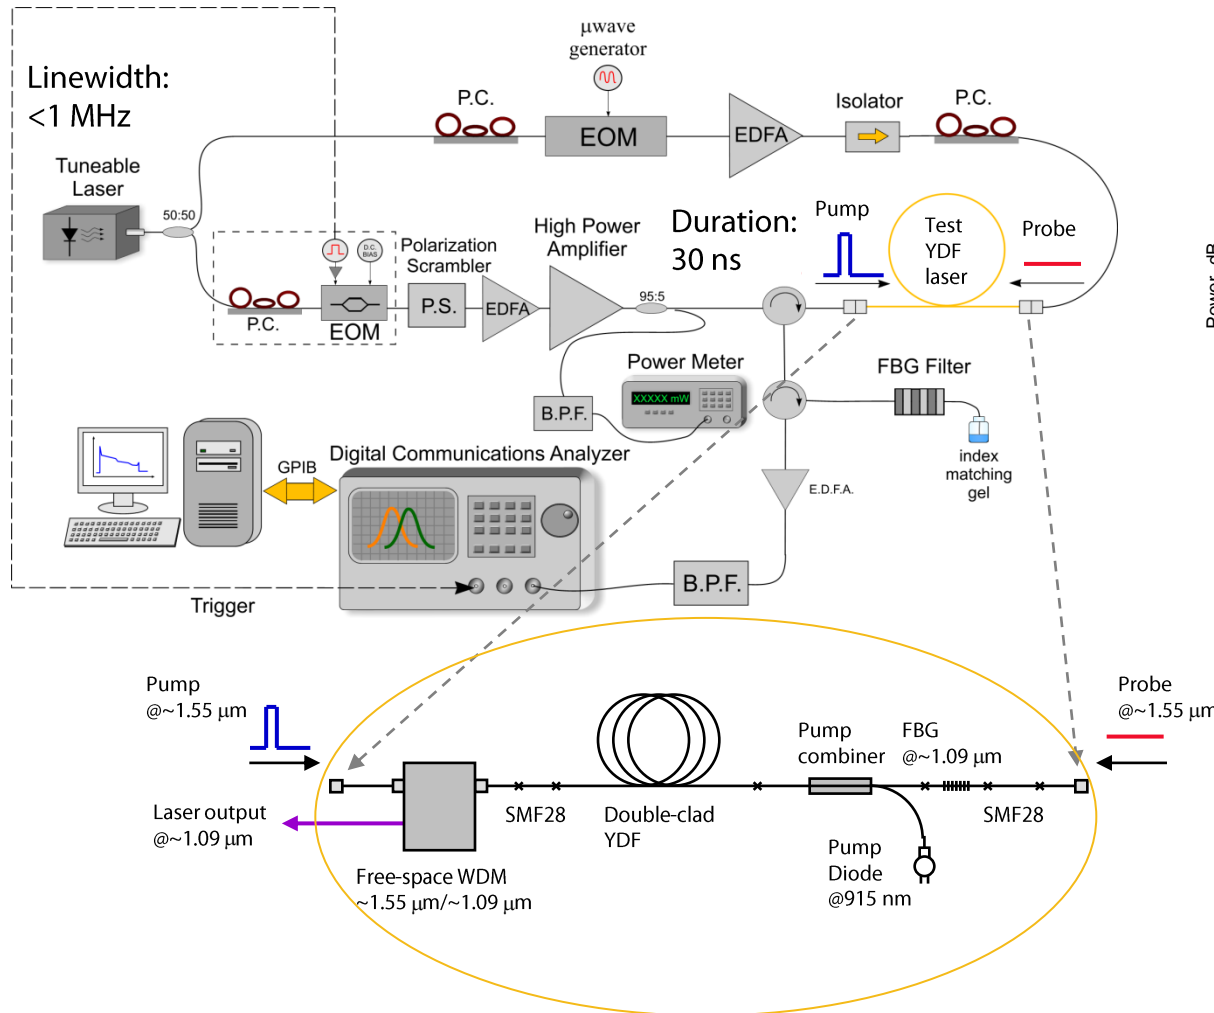 μwave
generator
Linewidth:
<1 MHz
P.C.
EOM
EDFA
Isolator
P.C.
Tuneable
Laser
50:50
D.C.
BIAS
P.C.
EOM
Polarization
Scrambler
P.S.
EDFA
High Power
Amplifier
95:5
Duration:
30 ns
Pump
Test
YDF
laser
Probe
Power, dB
Power Meter
XXXXX mW
B.P.F.
FBG Filter
index
matching
gel
GPIB
Digital Communications Analyzer
E.D.F.A.
B.P.F.
Trigger
Pump
@~1.55 μm
Probe
@~1.55 μm
Laser output
@~1.09 μm
Free-space WDM
~1.55 μm/~1.09 μm
SMF28
Double-clad
YDF
Pump
combiner
FBG
@~1.09 μm
Pump
Diode
@915 nm
SMF28